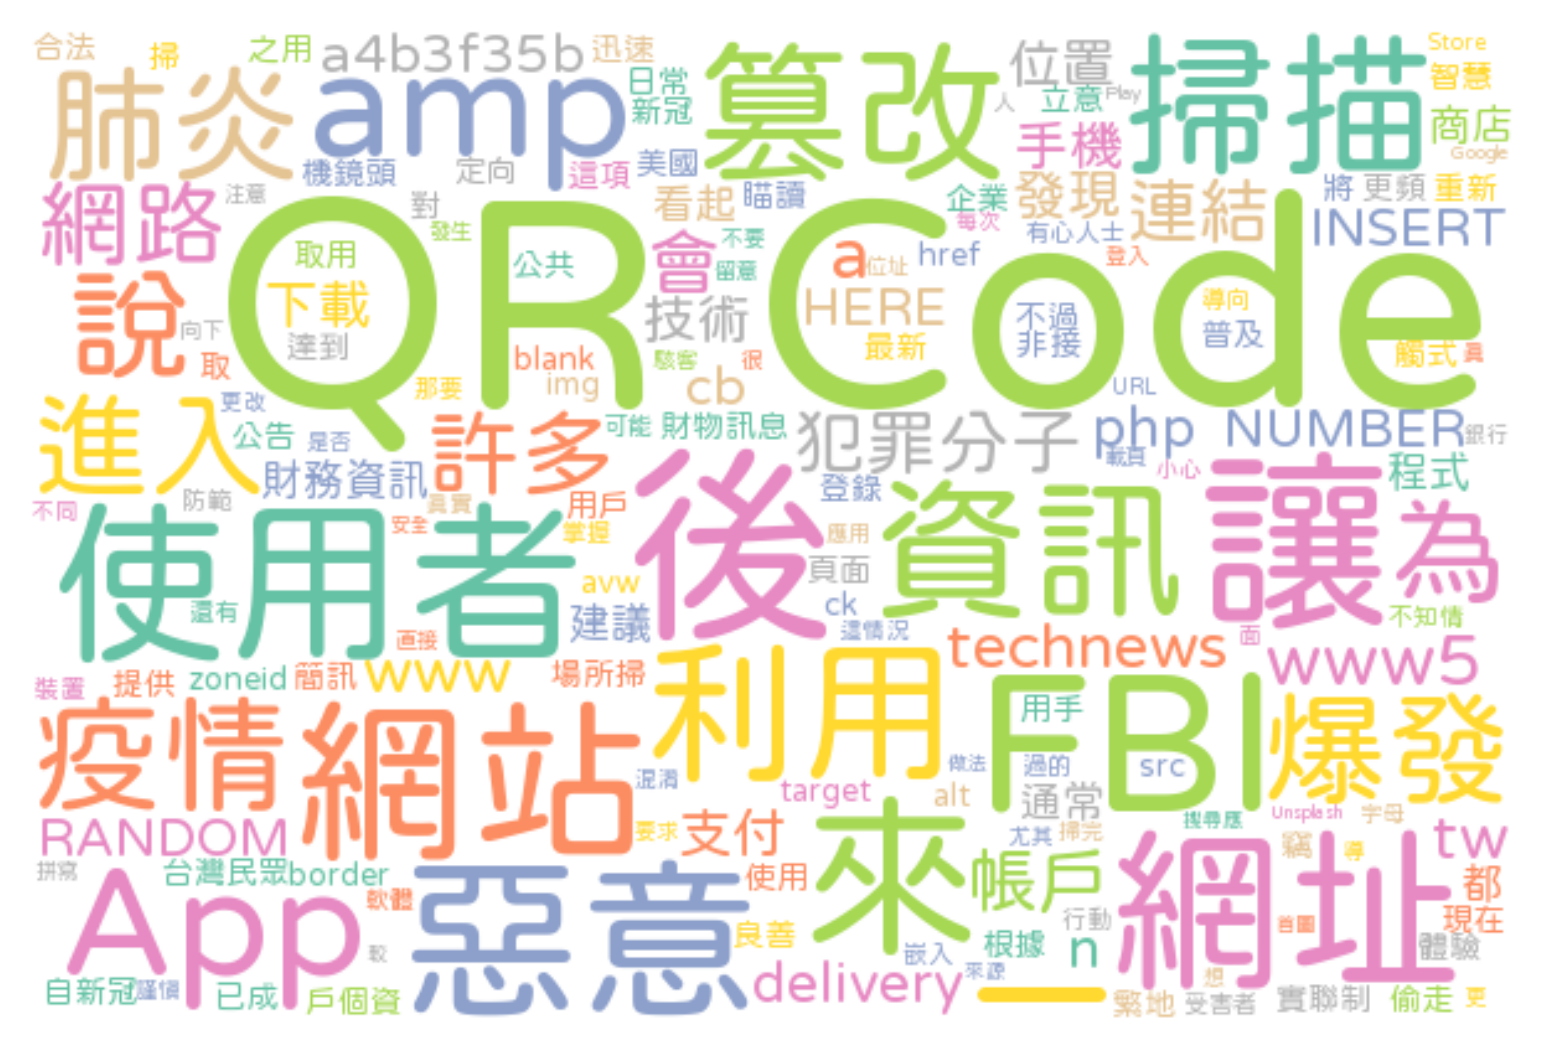 合法
掃
之用
a4b3f35b
迅速
篡改
位置
掃描
Store
智慧
肺炎
amp
日常
新冠
人
立意
Play
手機
商店
Google
機鏡頭
定向
這項
美國
網路
注意
對
發生
看起
瞄讀
企業
每次
發現
有心人士
連結
將
更頻
重新
INSERT
QR Code
取用
公共
會
不要
留意
a
位址
href
登入
說
下載
技術
HERE
不過
非接
導向
普及
向下
達到
取
blank
img
駭客
很
最新
觸式
真
那要
cb
URL
進入
更改
公告
是否
許多
可能
財物訊息
犯罪分子
php
載頁
NUMBER
銀行
財務資訊
小心
程式
不同
防範
真實
用戶
登錄
使用者
安全
掌握
後
應用
資訊
讓
為
頁面
avw
還有
建議
ck
這情況
不知情
直接
technews
面
www5
裝置
提供
zoneid
簡訊
www
場所掃
利用
FBI
用手
爆發
疫情
網站
混淆
做法
過的
src
target
alt
通常
RANDOM
要求
支付
來
搜尋應
Unsplash
字母
尤其
掃完
竊
導
tw
拼寫
台灣民眾
border
使用
帳戶
網址
都
App
軟體
惡意
良善
行動
首圖
現在
較
根據
n
體驗
嵌入
自新冠
謹慎
已成
戶個資
delivery
來源
_
想
繁地
受害者
實聯制
偷走
更